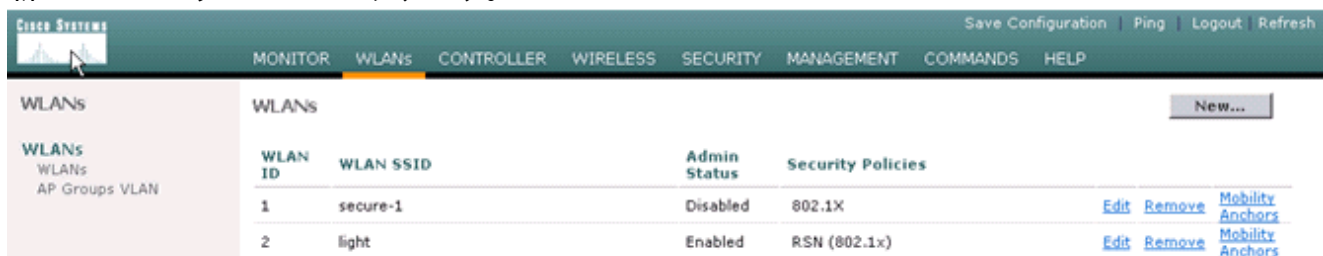 CISCO SYSTEMS
Save Configuration | Ping | Logout | Refresh
MONITOR WLANs CONTROLLER WIRELESS SECURITY MANAGEMENT COMMANDS HELP
WLANs
WLANs
WLANs
AP Groups VLAN
WLANs
New...
WLAN ID WLAN SSID Admin Status Security Policies
1 secure-1 Disabled 802.1X Edit Remove Mobility Anchors
2 light Enabled RSN (802.1x) Edit Remove Mobility Anchors